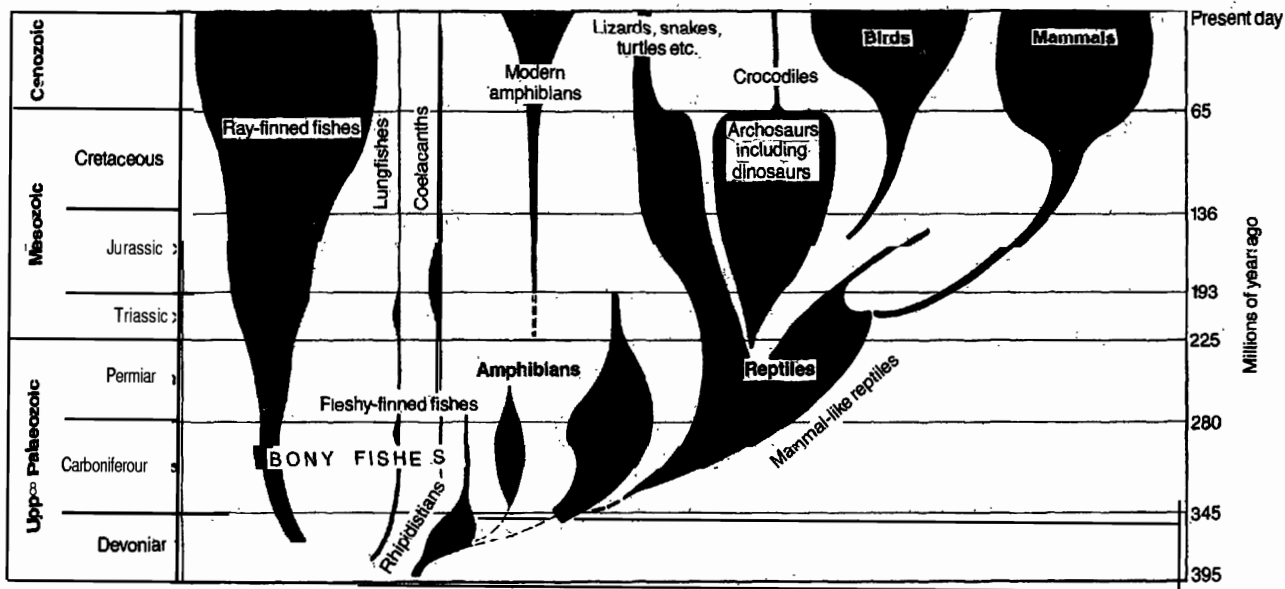 Cenozoic
Mesozoic
Cretaceous
Jurassic
Triassic
Upp∞ Palaeozoic
Permiar
Carboniferour
Devoniar
Ray-finned fishes
Lungfishes
Coelacanths
Modern
amphibians
Lizards, snakes,
turtles etc.
Crocodiles
Archosaurs
including
dinosaurs
Birds
Mammals
Fleshy-finned fishes
BONY FISHES
Rhipidistians
Amphibians
Reptiles
Mammal-like reptiles
Present day
65
136
193
225
280
345
395
Millions of years ago